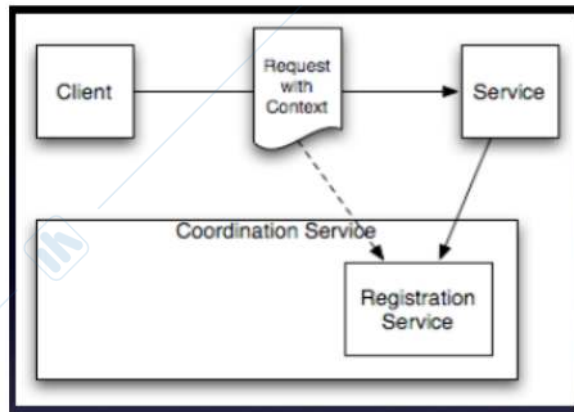 Client
Request
with
Context
Service
Coordination Service
Registration
Service